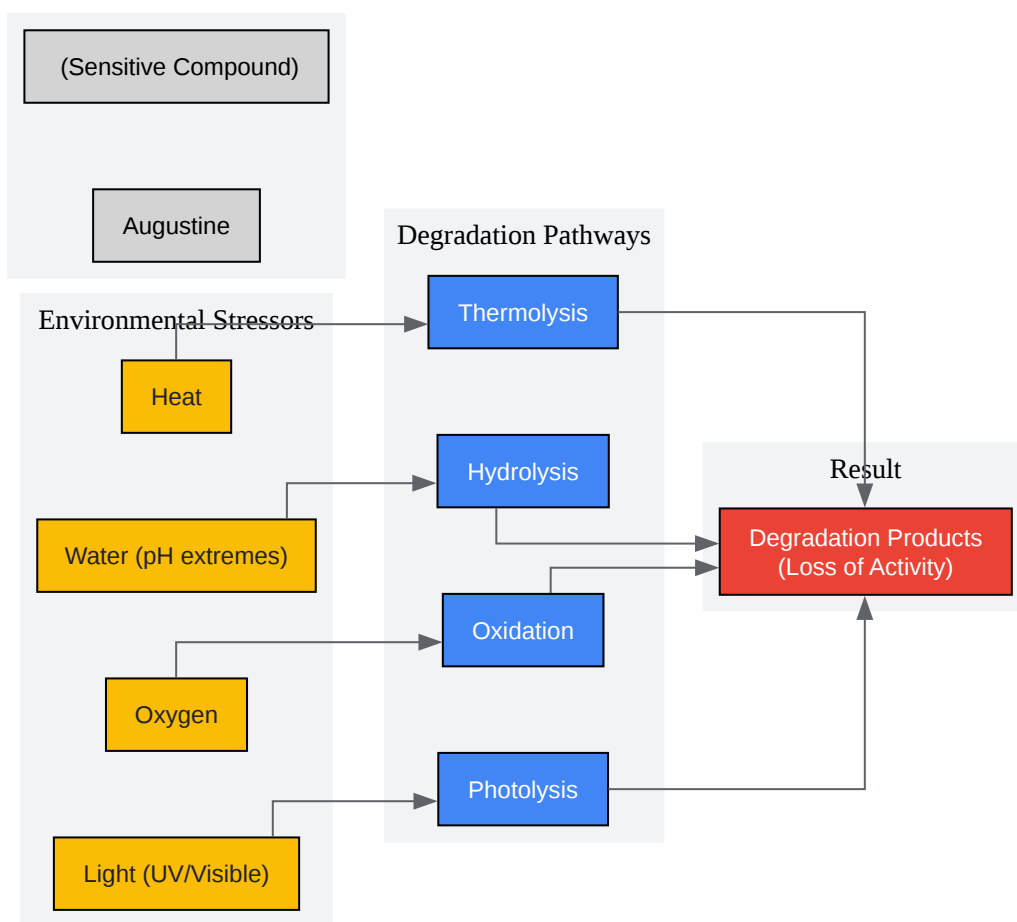 (Sensitive Compound)
Augustine
Environmental Stressors
Heat
Water (pH extremes)
Oxygen
Light (UV/Visible)
Degradation Pathways
Thermolysis
Hydrolysis
Oxidation
Photolysis
Result
Degradation Products
(Loss of Activity)